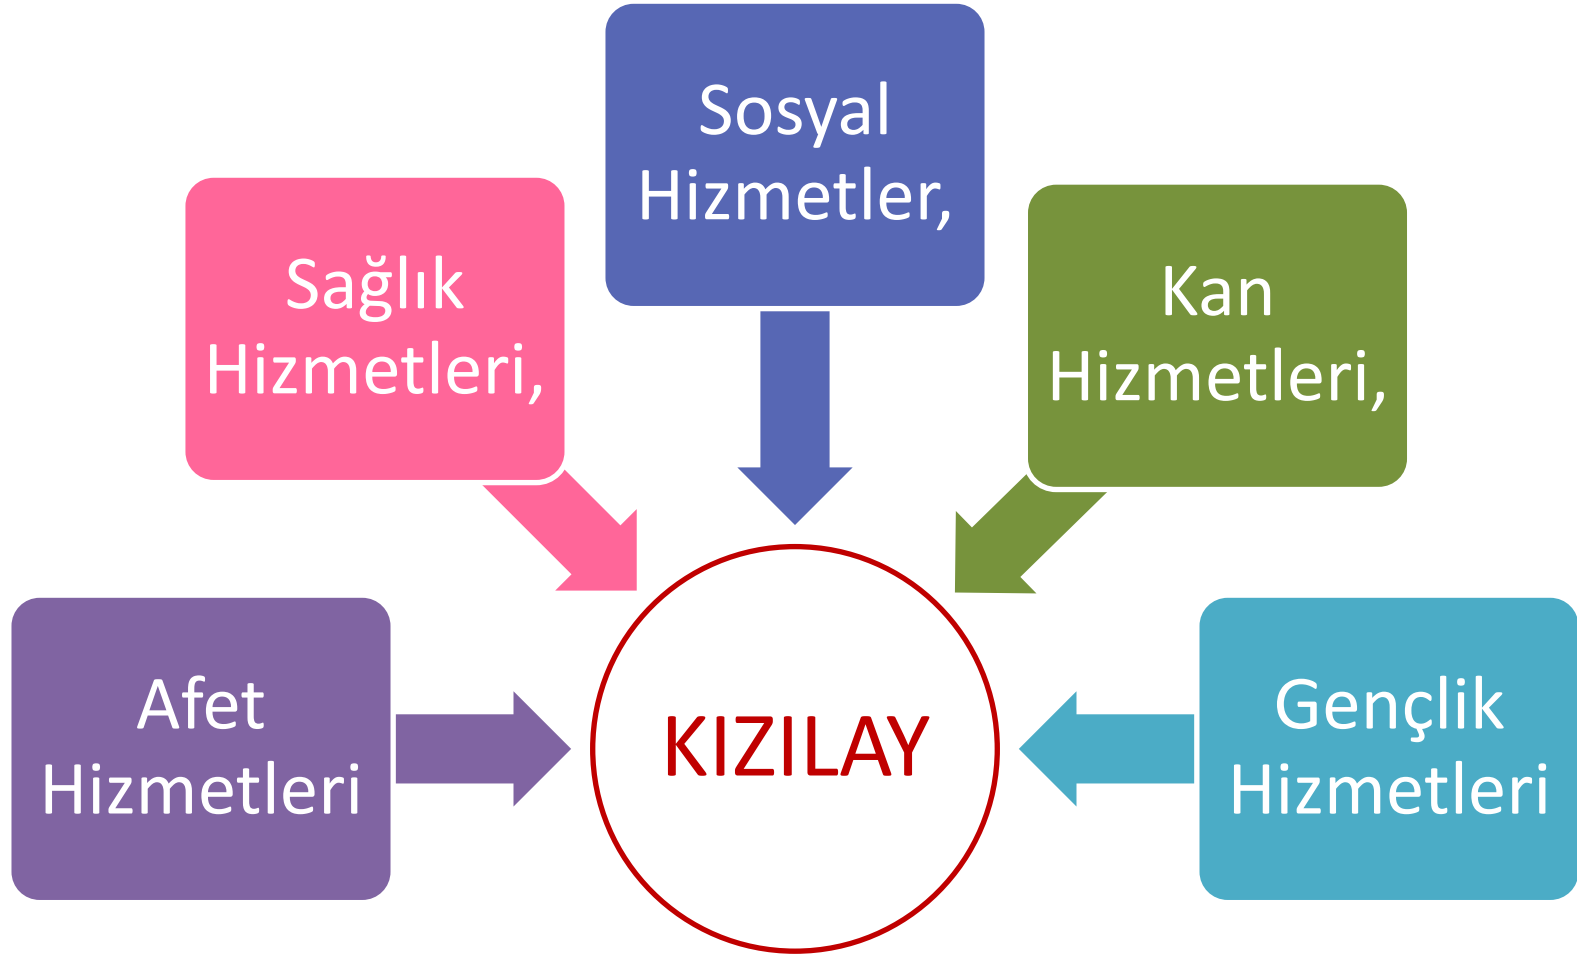 Sosyal
Hizmetler,
Sağlık
Hizmetleri,
Kan
Hizmetleri,
Afet
Hizmetleri
KIZILAY
Gençlik
Hizmetleri